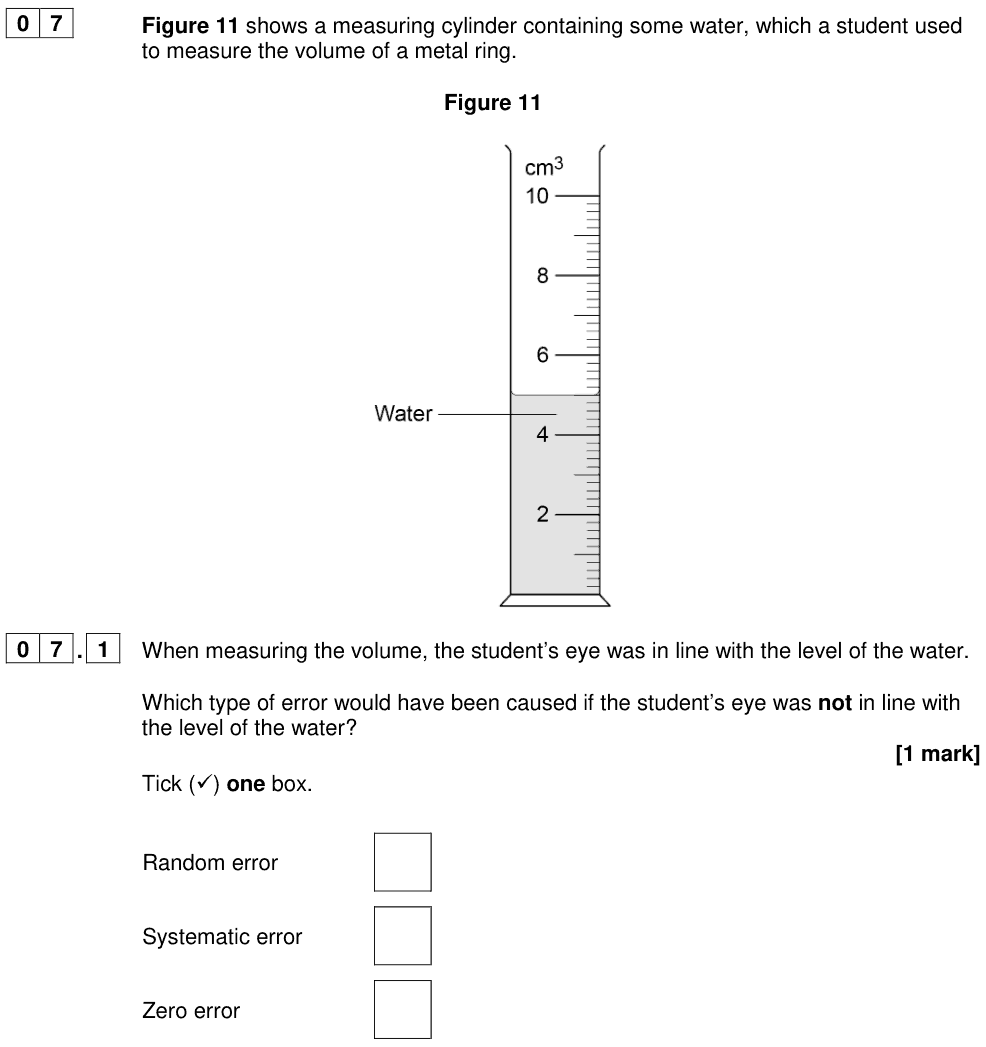 0 7 Figure 11 shows a measuring cylinder containing some water, which a student used
to measure the volume of a metal ring.
Figure 11
cm³
10
8
6
Water
4
2
0 7 . 1 When measuring the volume, the student's eye was in line with the level of the water.
Which type of error would have been caused if the student's eye was not in line with
the level of the water?
[1 mark]
Tick (✓) one box.
Random error
Systematic error
Zero error